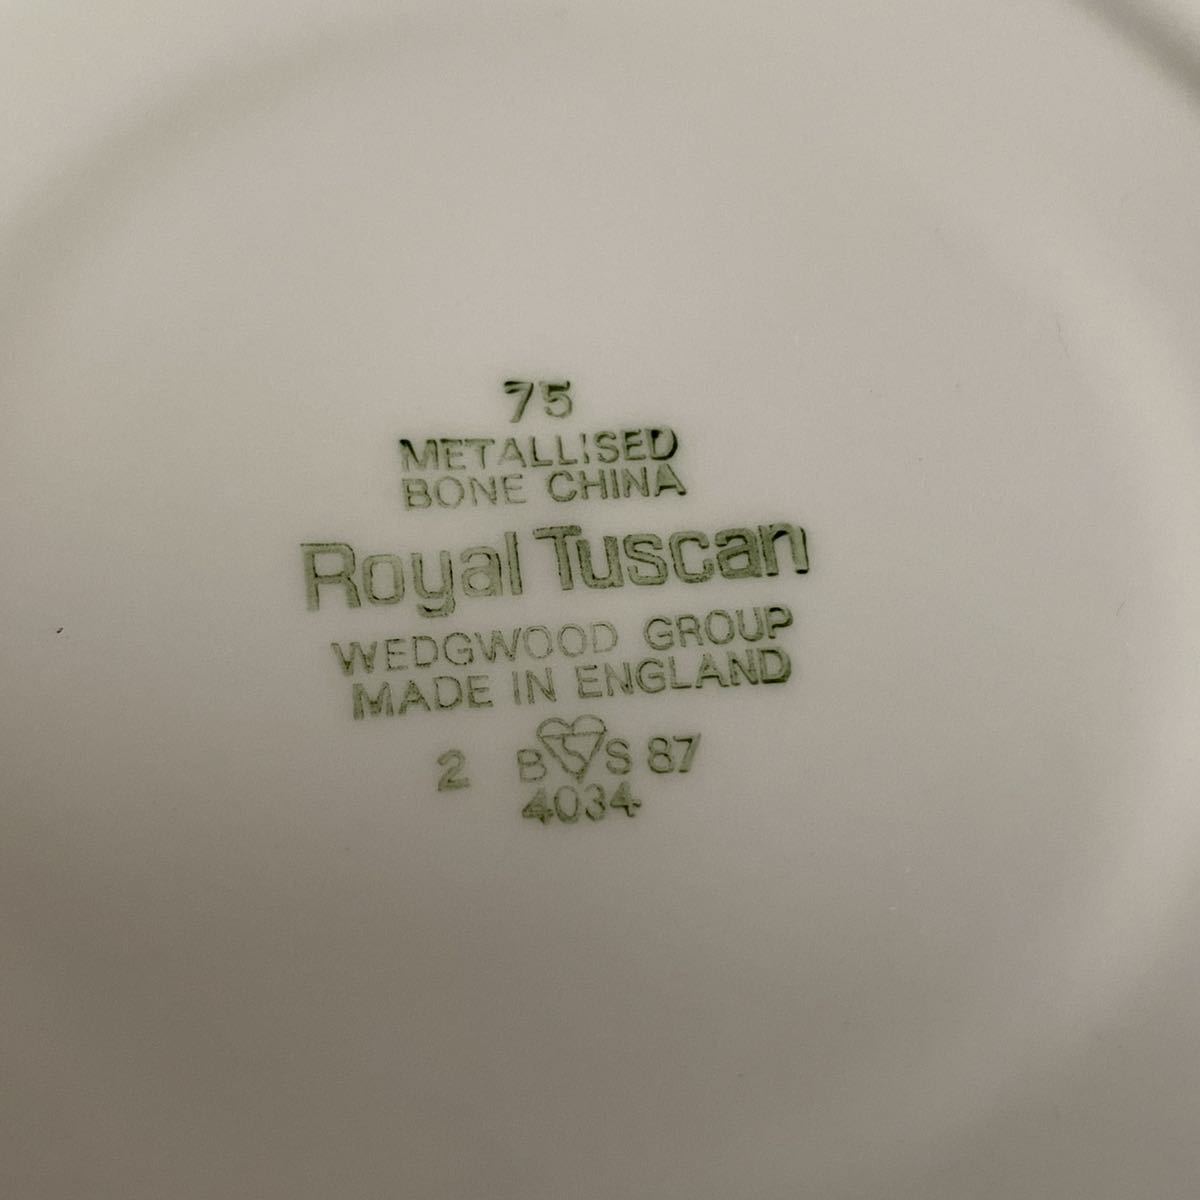 75
METALLISED
BONE CHINA
Royal Tuscan
WEDGWOOD GROUP
MADE IN ENGLAND
2 B S 87
4034